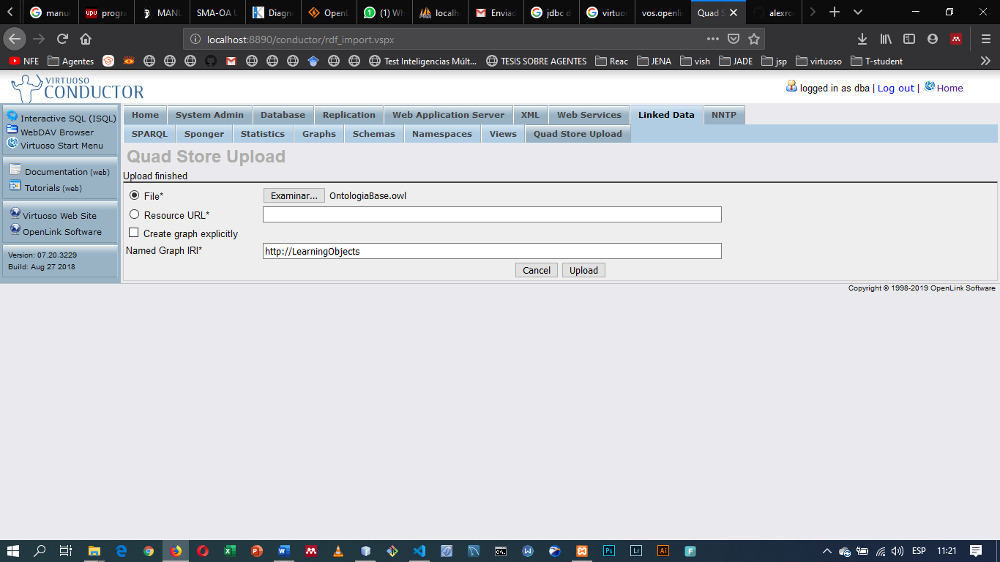 manu
upu progra
MANU
SMA-OA U
Diagno
OpenL
(1) Wh
localho
Enviad
jdbc d
virtuos
vos.openli
Quad S
alexrc
localhost:8890/conductor/rdf_import.vspx
NFE
Agentes
Test Inteligencias Múlt...
TESIS SOBRE AGENTES
Reac
JENA
vish
JADE
jsp
virtuoso
T-student
VIRTUOSO
CONDUCTOR
logged in as dba | Log out | Home
Interactive SQL (ISQL)
WebDAV Browser
Virtuoso Start Menu
Documentation (web)
Tutorials (web)
Virtuoso Web Site
OpenLink Software
Version: 07.20.3229
Build: Aug 27 2018
Home System Admin Database Replication Web Application Server XML Web Services Linked Data NNTP
SPARQL Sponger Statistics Graphs Schemas Namespaces Views Quad Store Upload
Quad Store Upload
Upload finished
File* Examinar... OntologiaBase.owl
Resource URL*
Create graph explicitly
Named Graph IRI* http://LearningObjects
Cancel Upload
Copyright © 1998-2019 OpenLink Software
ESP 11:21